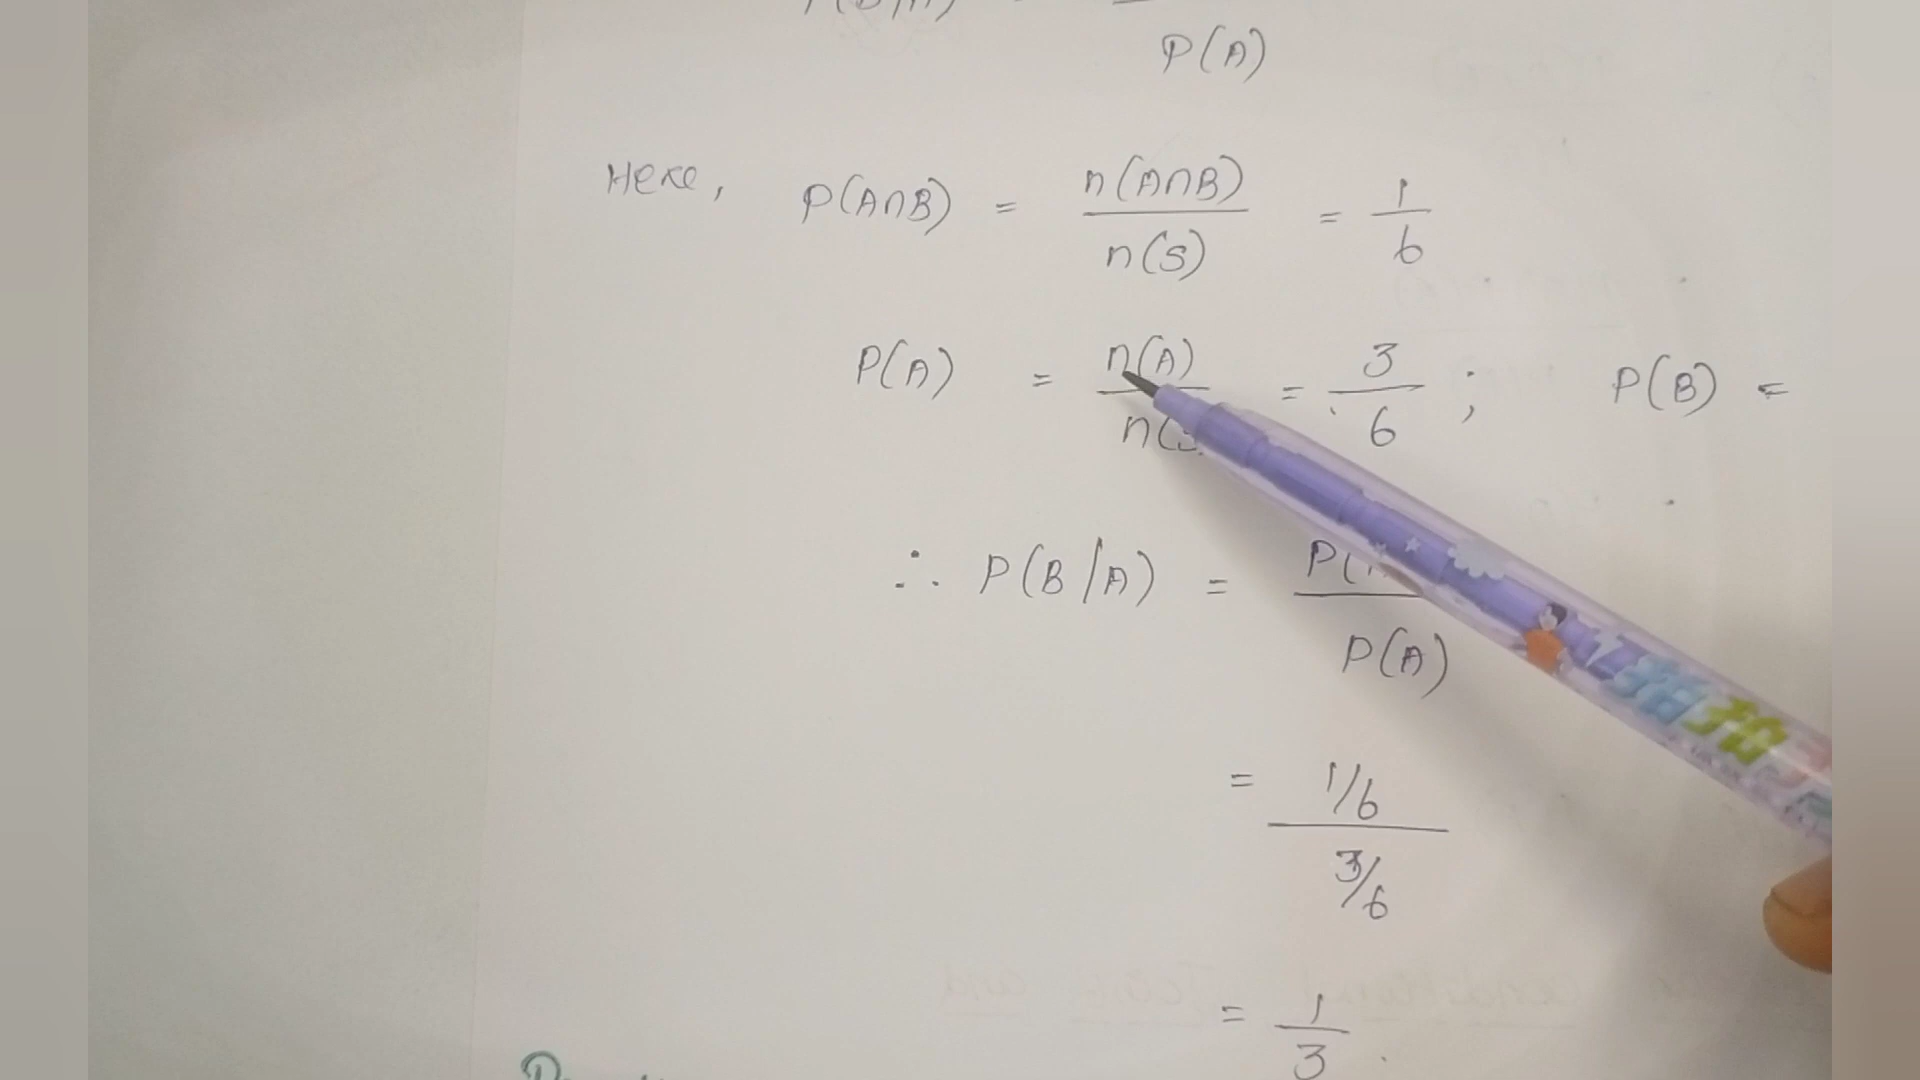 P(A)
Here, P(A∩B) = n(A∩B) / n(S) = 1/6
P(A) = n(A) / n(S = 3/6 ; P(B) =
∴ P(B/A) = P( / P(A)
= 1/6 / 3/6
= 1/3 .